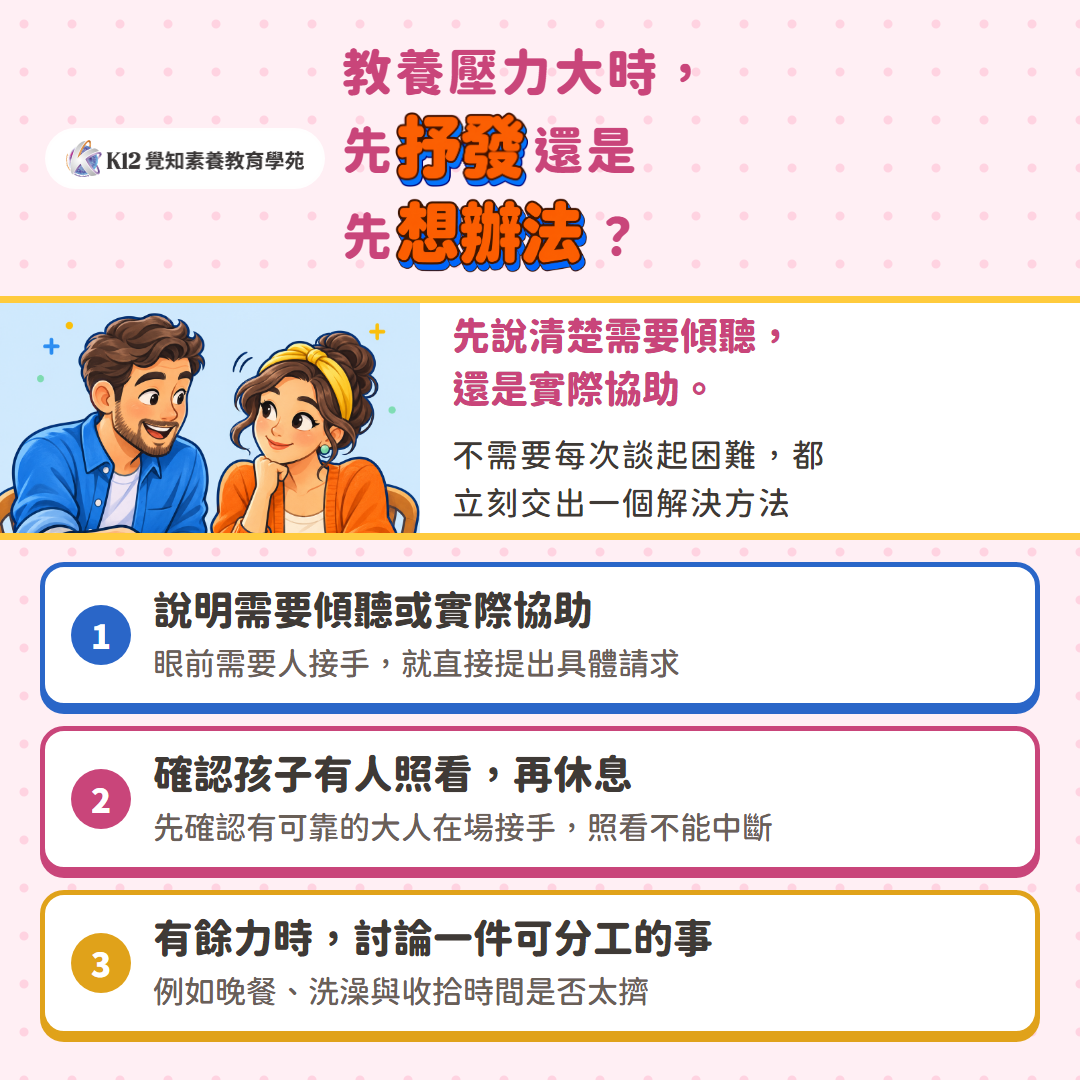 教養壓力大時，
先抒發還是
先想辦法？
K12 覺知素養教育學苑
先說清楚需要傾聽，
還是實際協助。
不需要每次談起困難，都
立刻交出一個解決方法
1
說明需要傾聽或實際協助
眼前需要人接手，就直接提出具體請求
2
確認孩子有人照看，再休息
先確認有可靠的大人在場接手，照看不能中斷
3
有餘力時，討論一件可分工的事
例如晚餐、洗澡與收拾時間是否太擠